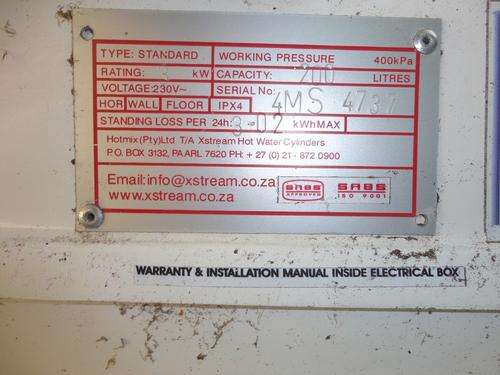 TYPE: STANDARD WORKING PRESSURE 400kPa
RATING: kW CAPACITY: 200 LITRES
VOLTAGE:230V~ SERIAL No:
HOR WALL FLOOR IPX4 4MS 4737
STANDING LOSS PER 24h: 3.02 kWhMAX
Hotmix (Pty)Ltd T/A Xstream Hot Water Cylinders
P.O. BOX 3132, PAARL 7620 PH: + 27 (0) 21 - 872 0900
Email:info@xstream.co.za
www.xstream.co.za
SABS SABS
APPROVED ISO 9001
WARRANTY & INSTALLATION MANUAL INSIDE ELECTRICAL BOX